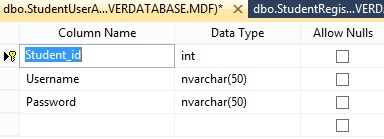 dbo.StudentUserA...VERDATABASE.MDF)* dbo.StudentRegis...VERDA
Column Name Data Type Allow Nulls
Student_id int
Username nvarchar(50)
Password nvarchar(50)